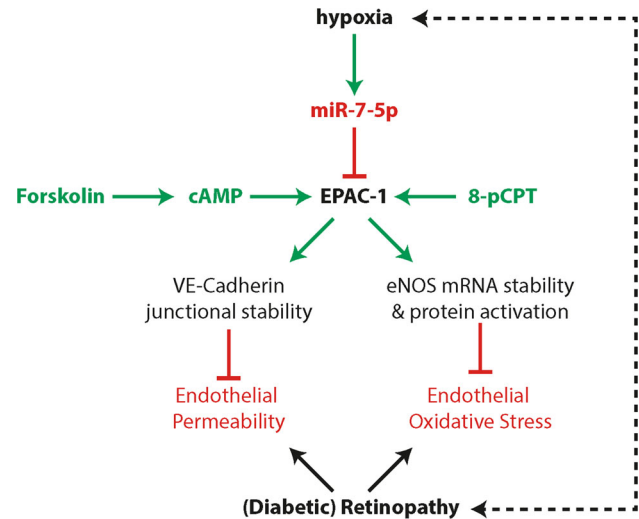 hypoxia
miR-7-5p
Forskolin cAMP EPAC-1 8-pCPT
VE-Cadherin
junctional stability
eNOS mRNA stability
& protein activation
Endothelial
Permeability
Endothelial
Oxidative Stress
(Diabetic) Retinopathy